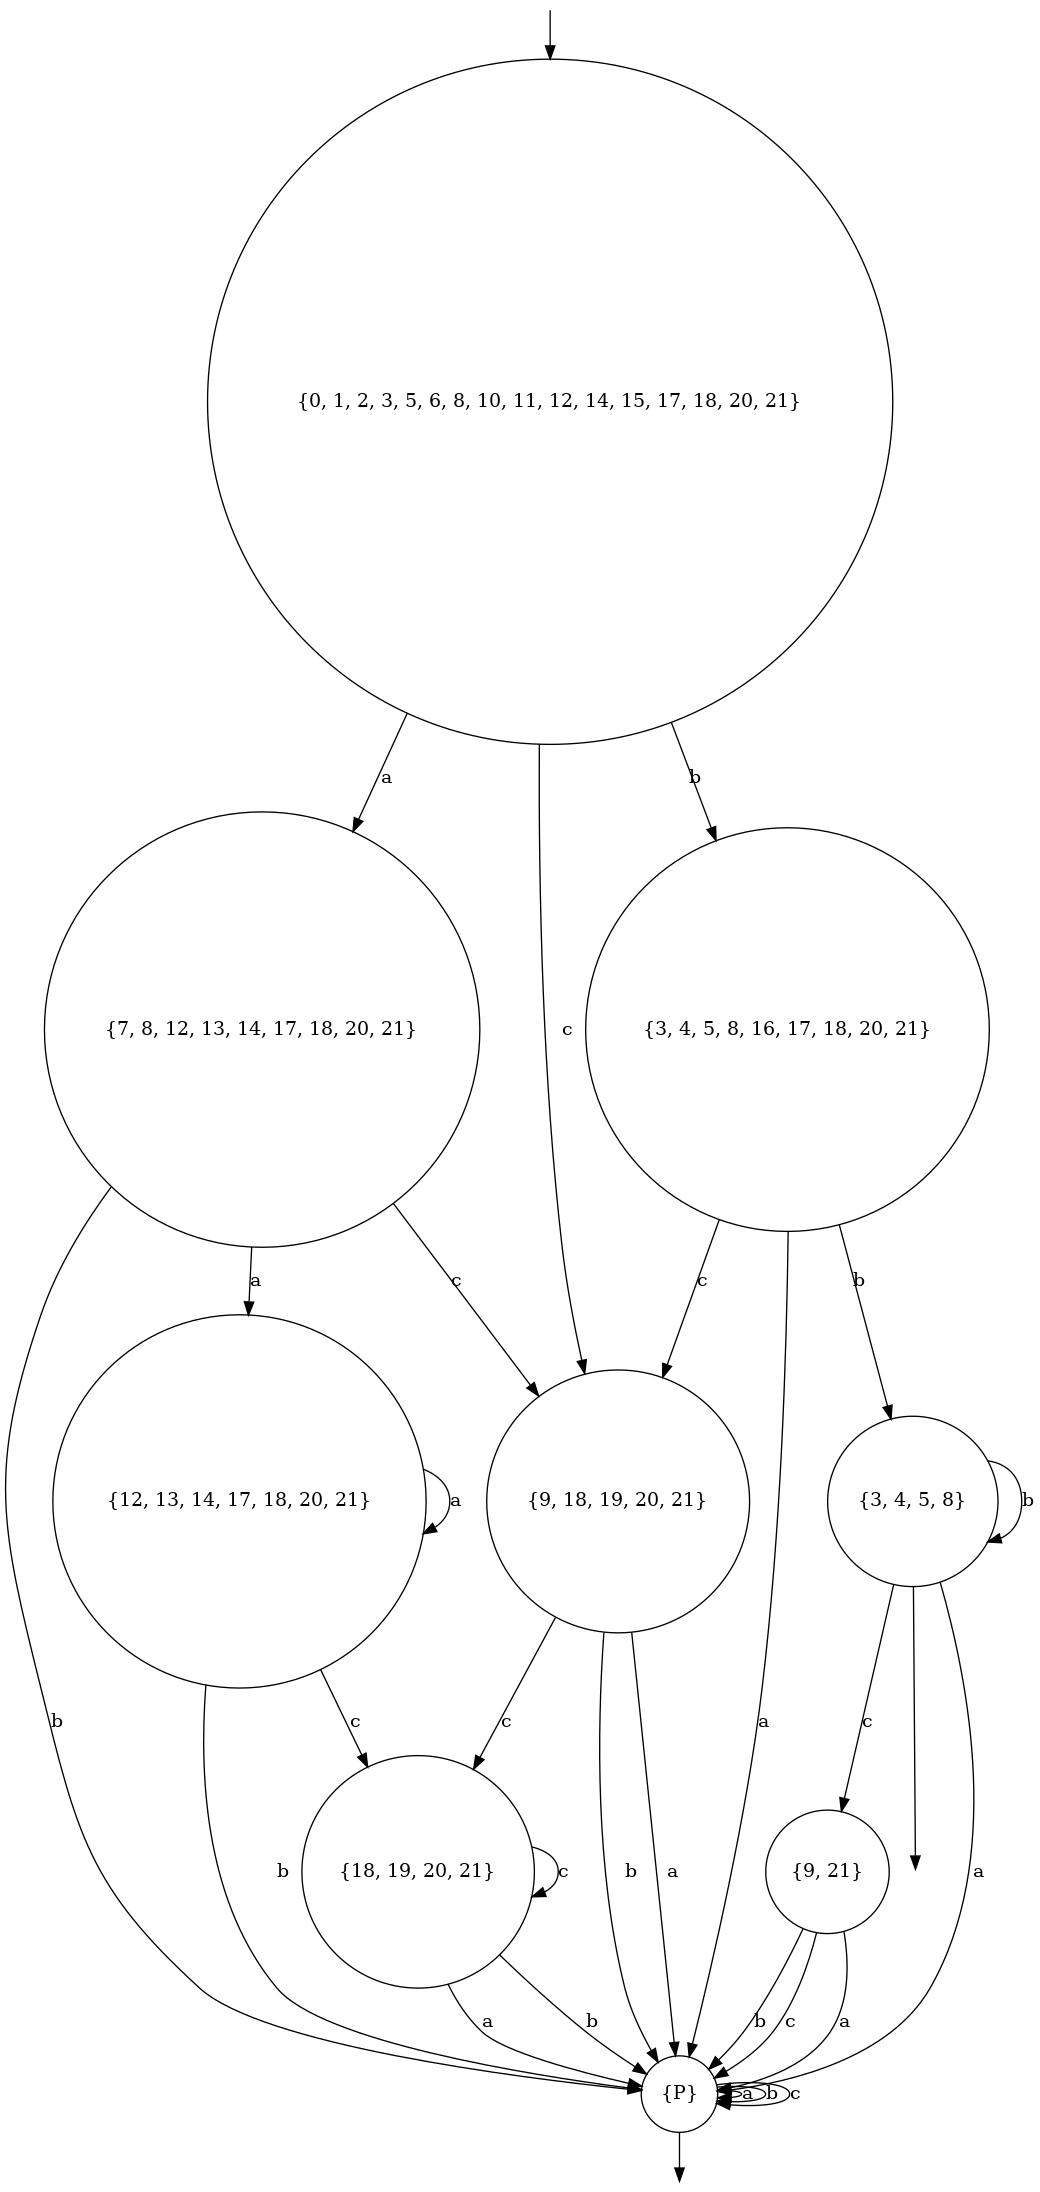 {0, 1, 2, 3, 5, 6, 8, 10, 11, 12, 14, 15, 17, 18, 20, 21}
a
b
c
{7, 8, 12, 13, 14, 17, 18, 20, 21}
{3, 4, 5, 8, 16, 17, 18, 20, 21}
a
c
c
b
{12, 13, 14, 17, 18, 20, 21}
a
{9, 18, 19, 20, 21}
{3, 4, 5, 8}
b
b
c
c
a
c
b
{18, 19, 20, 21}
c
b
a
{9, 21}
a
a
b
b
c
a
{P}
a
b
c